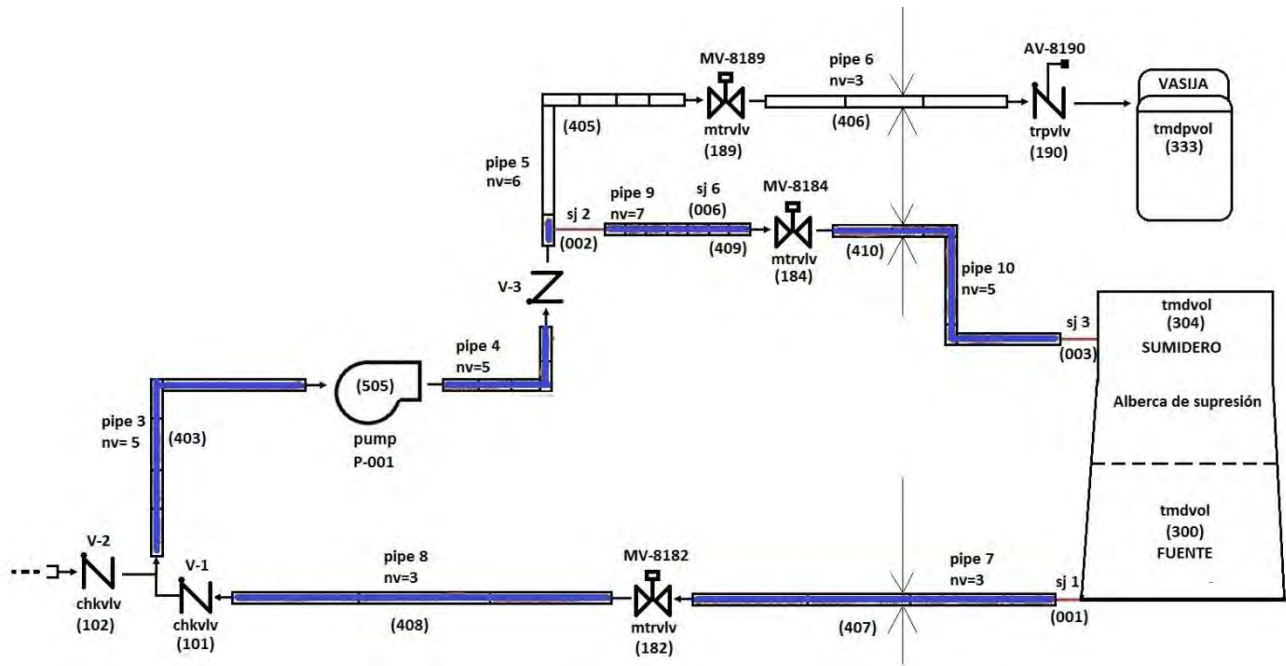 AV-8190
MV-8189
pipe 6
nv=3
VASIJA
tmdpvol
(333)
(405)
mtrvlv
(189)
(406)
trpvlv
(190)
pipe 5
nv=6
sj 2
(002)
pipe 9
nv=7
sj 6
(006)
(409)
MV-8184
mtrvlv
(184)
(410)
pipe 10
nv=5
V-3
sj 3
(003)
tmdvol
(304)
SUMIDERO
Alberca de supresión
pipe 4
nv=5
(505)
pump
P-001
pipe 3
nv= 5
(403)
tmdvol
(300)
FUENTE
V-2
chkvlv
(102)
V-1
chkvlv
(101)
pipe 8
nv=3
(408)
MV-8182
mtrvlv
(182)
pipe 7
nv=3
(407)
sj 1
(001)